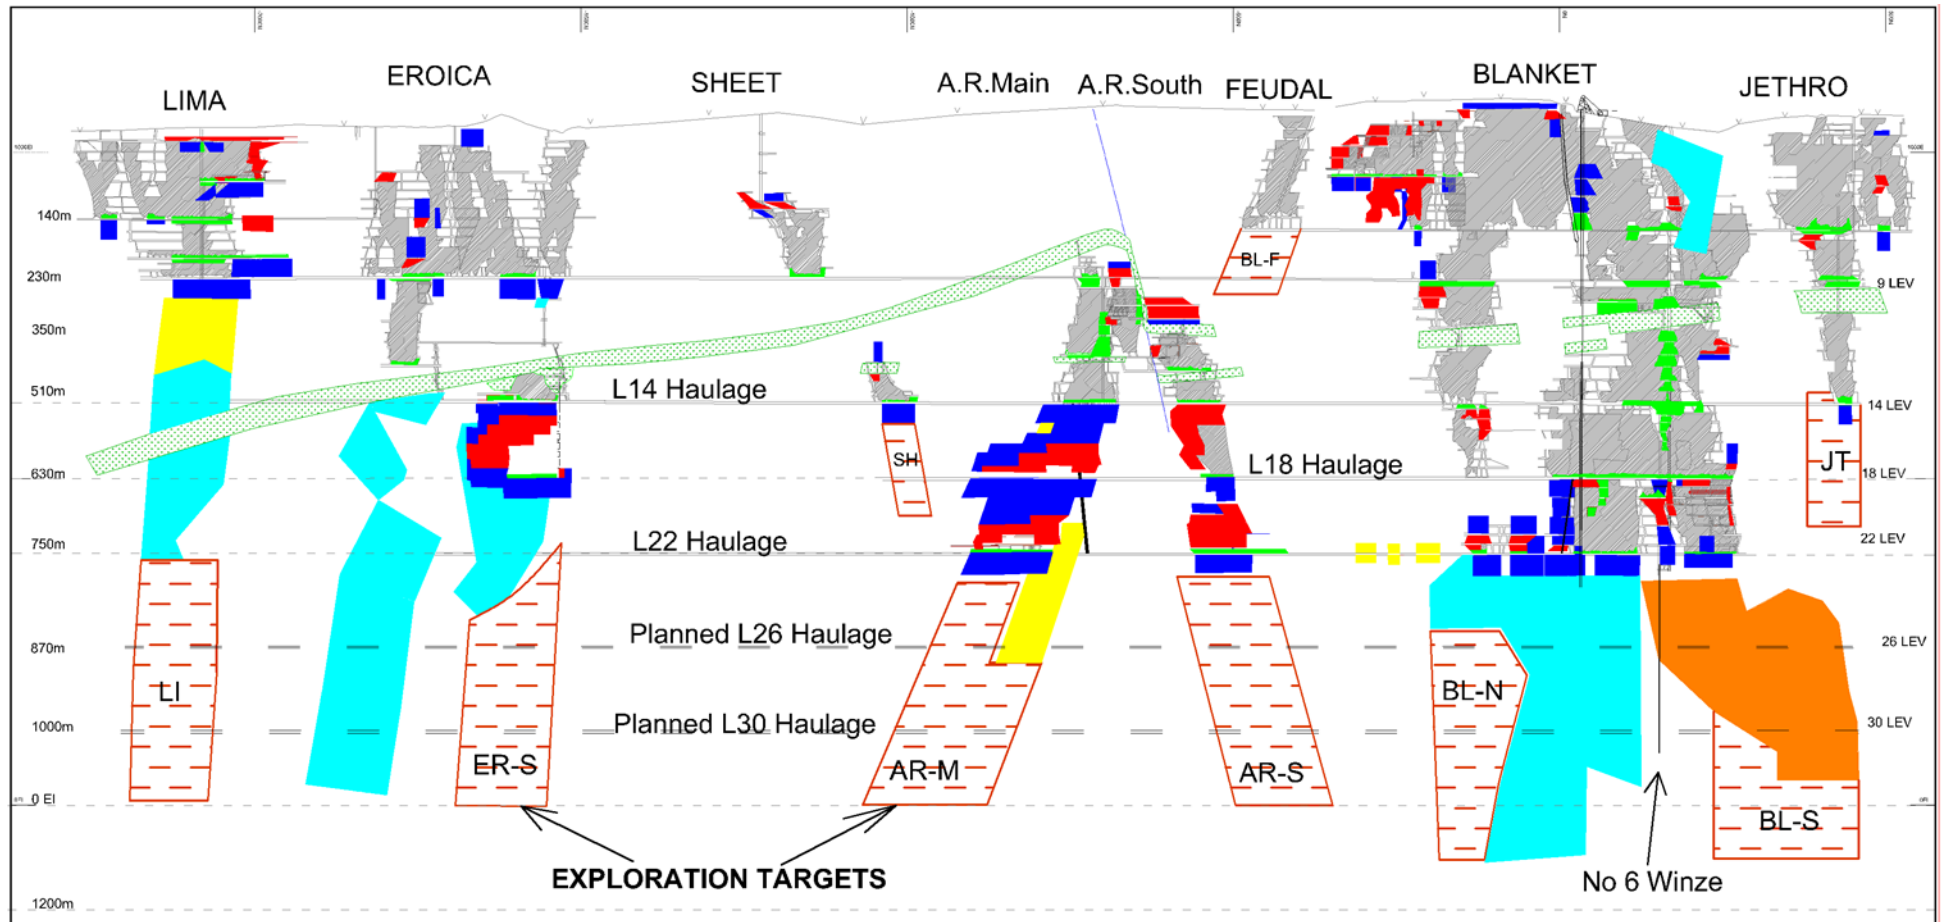 LIMA
EROICA
SHEET
A.R.Main
A.R.South
FEUDAL
BLANKET
JETHRO
140m
230m
BL-F
9 LEV
350m
510m
L14 Haulage
14 LEV
SH
L18 Haulage
JT
630m
18 LEV
750m
L22 Haulage
22 LEV
870m
Planned L26 Haulage
26 LEV
LI
BL-N
1000m
Planned L30 Haulage
30 LEV
ER-S
AR-M
AR-S
0 El
BL-S
EXPLORATION TARGETS
No 6 Winze
1200m